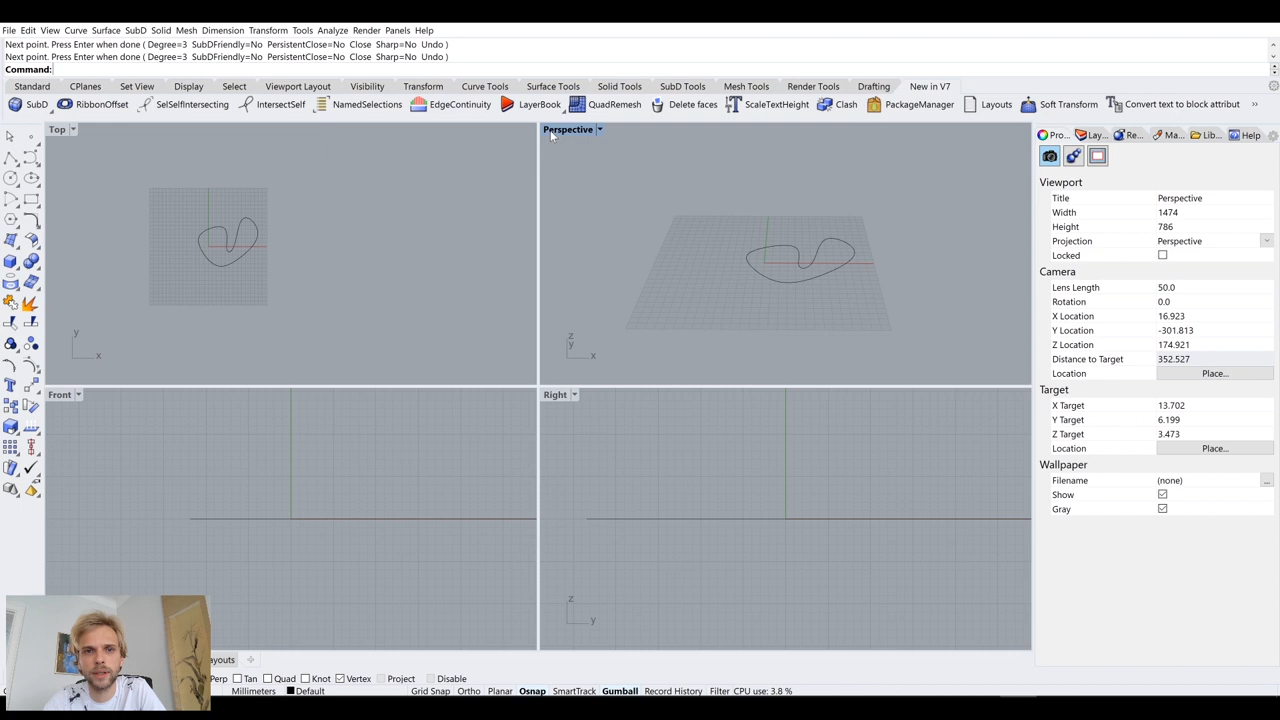 File Edit View Curve Surface SubD Solid Mesh Dimension Transform Tools Analyze Render Panels Help
Next point. Press Enter when done ( Degree=3 SubDFriendly=No PersistentClose=No Close Sharp=No Undo )
Next point. Press Enter when done ( Degree=3 SubDFriendly=No PersistentClose=No Close Sharp=No Undo )
Command:
Standard CPlanes Set View Display Select Viewport Layout Visibility Transform Curve Tools Surface Tools Solid Tools SubD Tools Mesh Tools Render Tools Drafting New in V7
SubD RibbonOffset SelSelfIntersecting IntersectSelf NamedSelections EdgeContinuity LayerBook QuadRemesh Delete faces ScaleTextHeight Clash PackageManager Layouts Soft Transform Convert text to block attribut
Top
Perspective
Pro... Lay... Re... Ma... Lib... Help
Viewport
Title Perspective
Width 1474
Height 786
Projection Perspective
Locked
Camera
Lens Length 50.0
Rotation 0.0
X Location 16.923
Y Location -301.813
Z Location 174.921
Distance to Target 352.527
Location Place...
Target
X Target 13.702
Y Target 6.199
Z Target 3.473
Location Place...
Wallpaper
Filename (none) ...
Show
Gray
y
x
z
y
x
Front
Right
z
y
ayouts
Perp Tan Quad Knot Vertex Project Disable
Millimeters Default Grid Snap Ortho Planar Osnap SmartTrack Gumball Record History Filter CPU use: 3.8 %